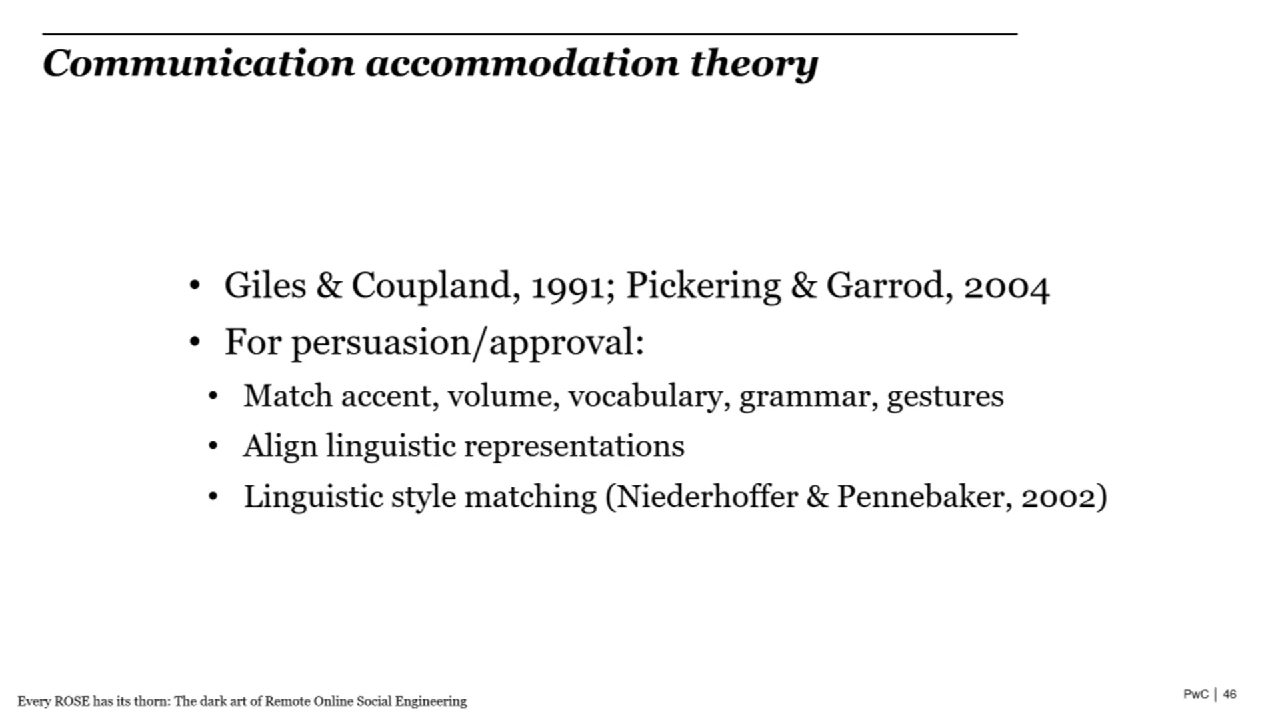 Communication accommodation theory
• Giles & Coupland, 1991; Pickering & Garrod, 2004
• For persuasion/approval:
• Match accent, volume, vocabulary, grammar, gestures
• Align linguistic representations
• Linguistic style matching (Niederhoffer & Pennebaker, 2002)
Every ROSE has its thorn: The dark art of Remote Online Social Engineering
PwC | 46